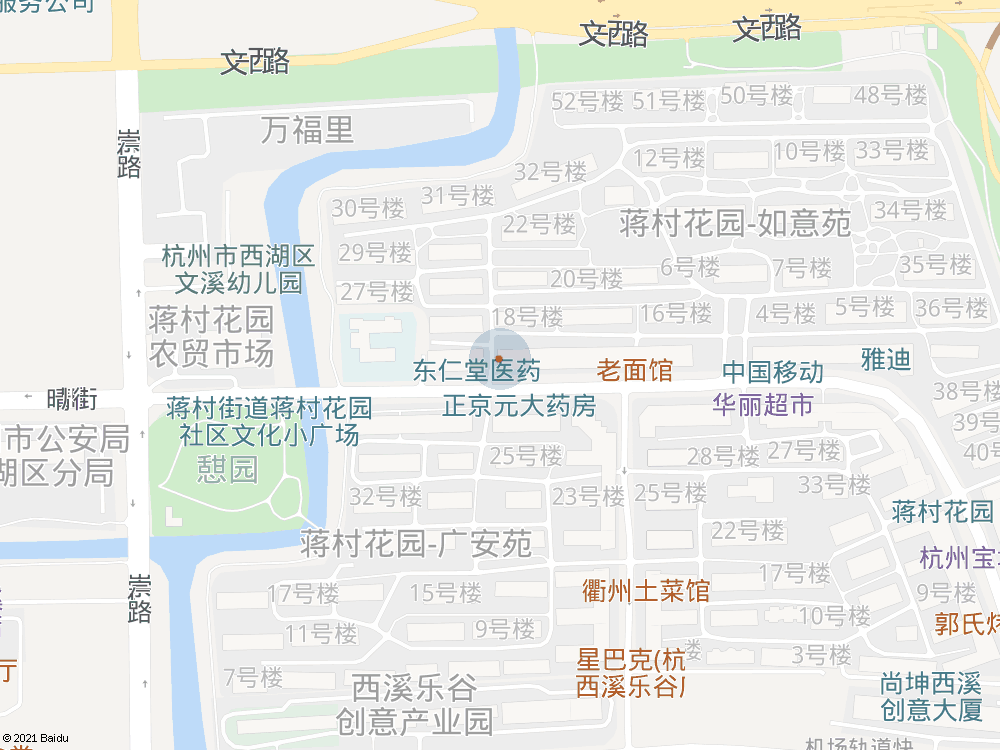 服务公司
文西路
文西路
文西路
52号楼
51号楼
50号楼
48号楼
万福里
崇
路
12号楼
10号楼
33号楼
32号楼
31号楼
30号楼
22号楼
蒋村花园-如意苑
34号楼
杭州市西湖区
文溪幼儿园
29号楼
27号楼
20号楼
6号楼
7号楼
35号楼
蒋村花园
农贸市场
18号楼
16号楼
4号楼
5号楼
36号楼
东仁堂医药
老面馆
中国移动
雅迪
38号楼
蒋村街道蒋村花园
社区文化小广场
正京元大药房
华丽超市
39号
市公安局
湖区分局
憇园
25号楼
28号楼
27号楼
40号
32号楼
23号楼
25号楼
33号楼
蒋村花园
蒋村花园-广安苑
22号楼
杭州宝
崇
路
17号楼
15号楼
衢州土菜馆
17号楼
9号楼
11号楼
9号楼
10号楼
郭氏烤
厅
7号楼
星巴克(杭
西溪乐谷
楼
3号楼
西溪乐谷
创意产业园
尚坤西溪
创意大厦
机场轨道快
© 2021 Baidu